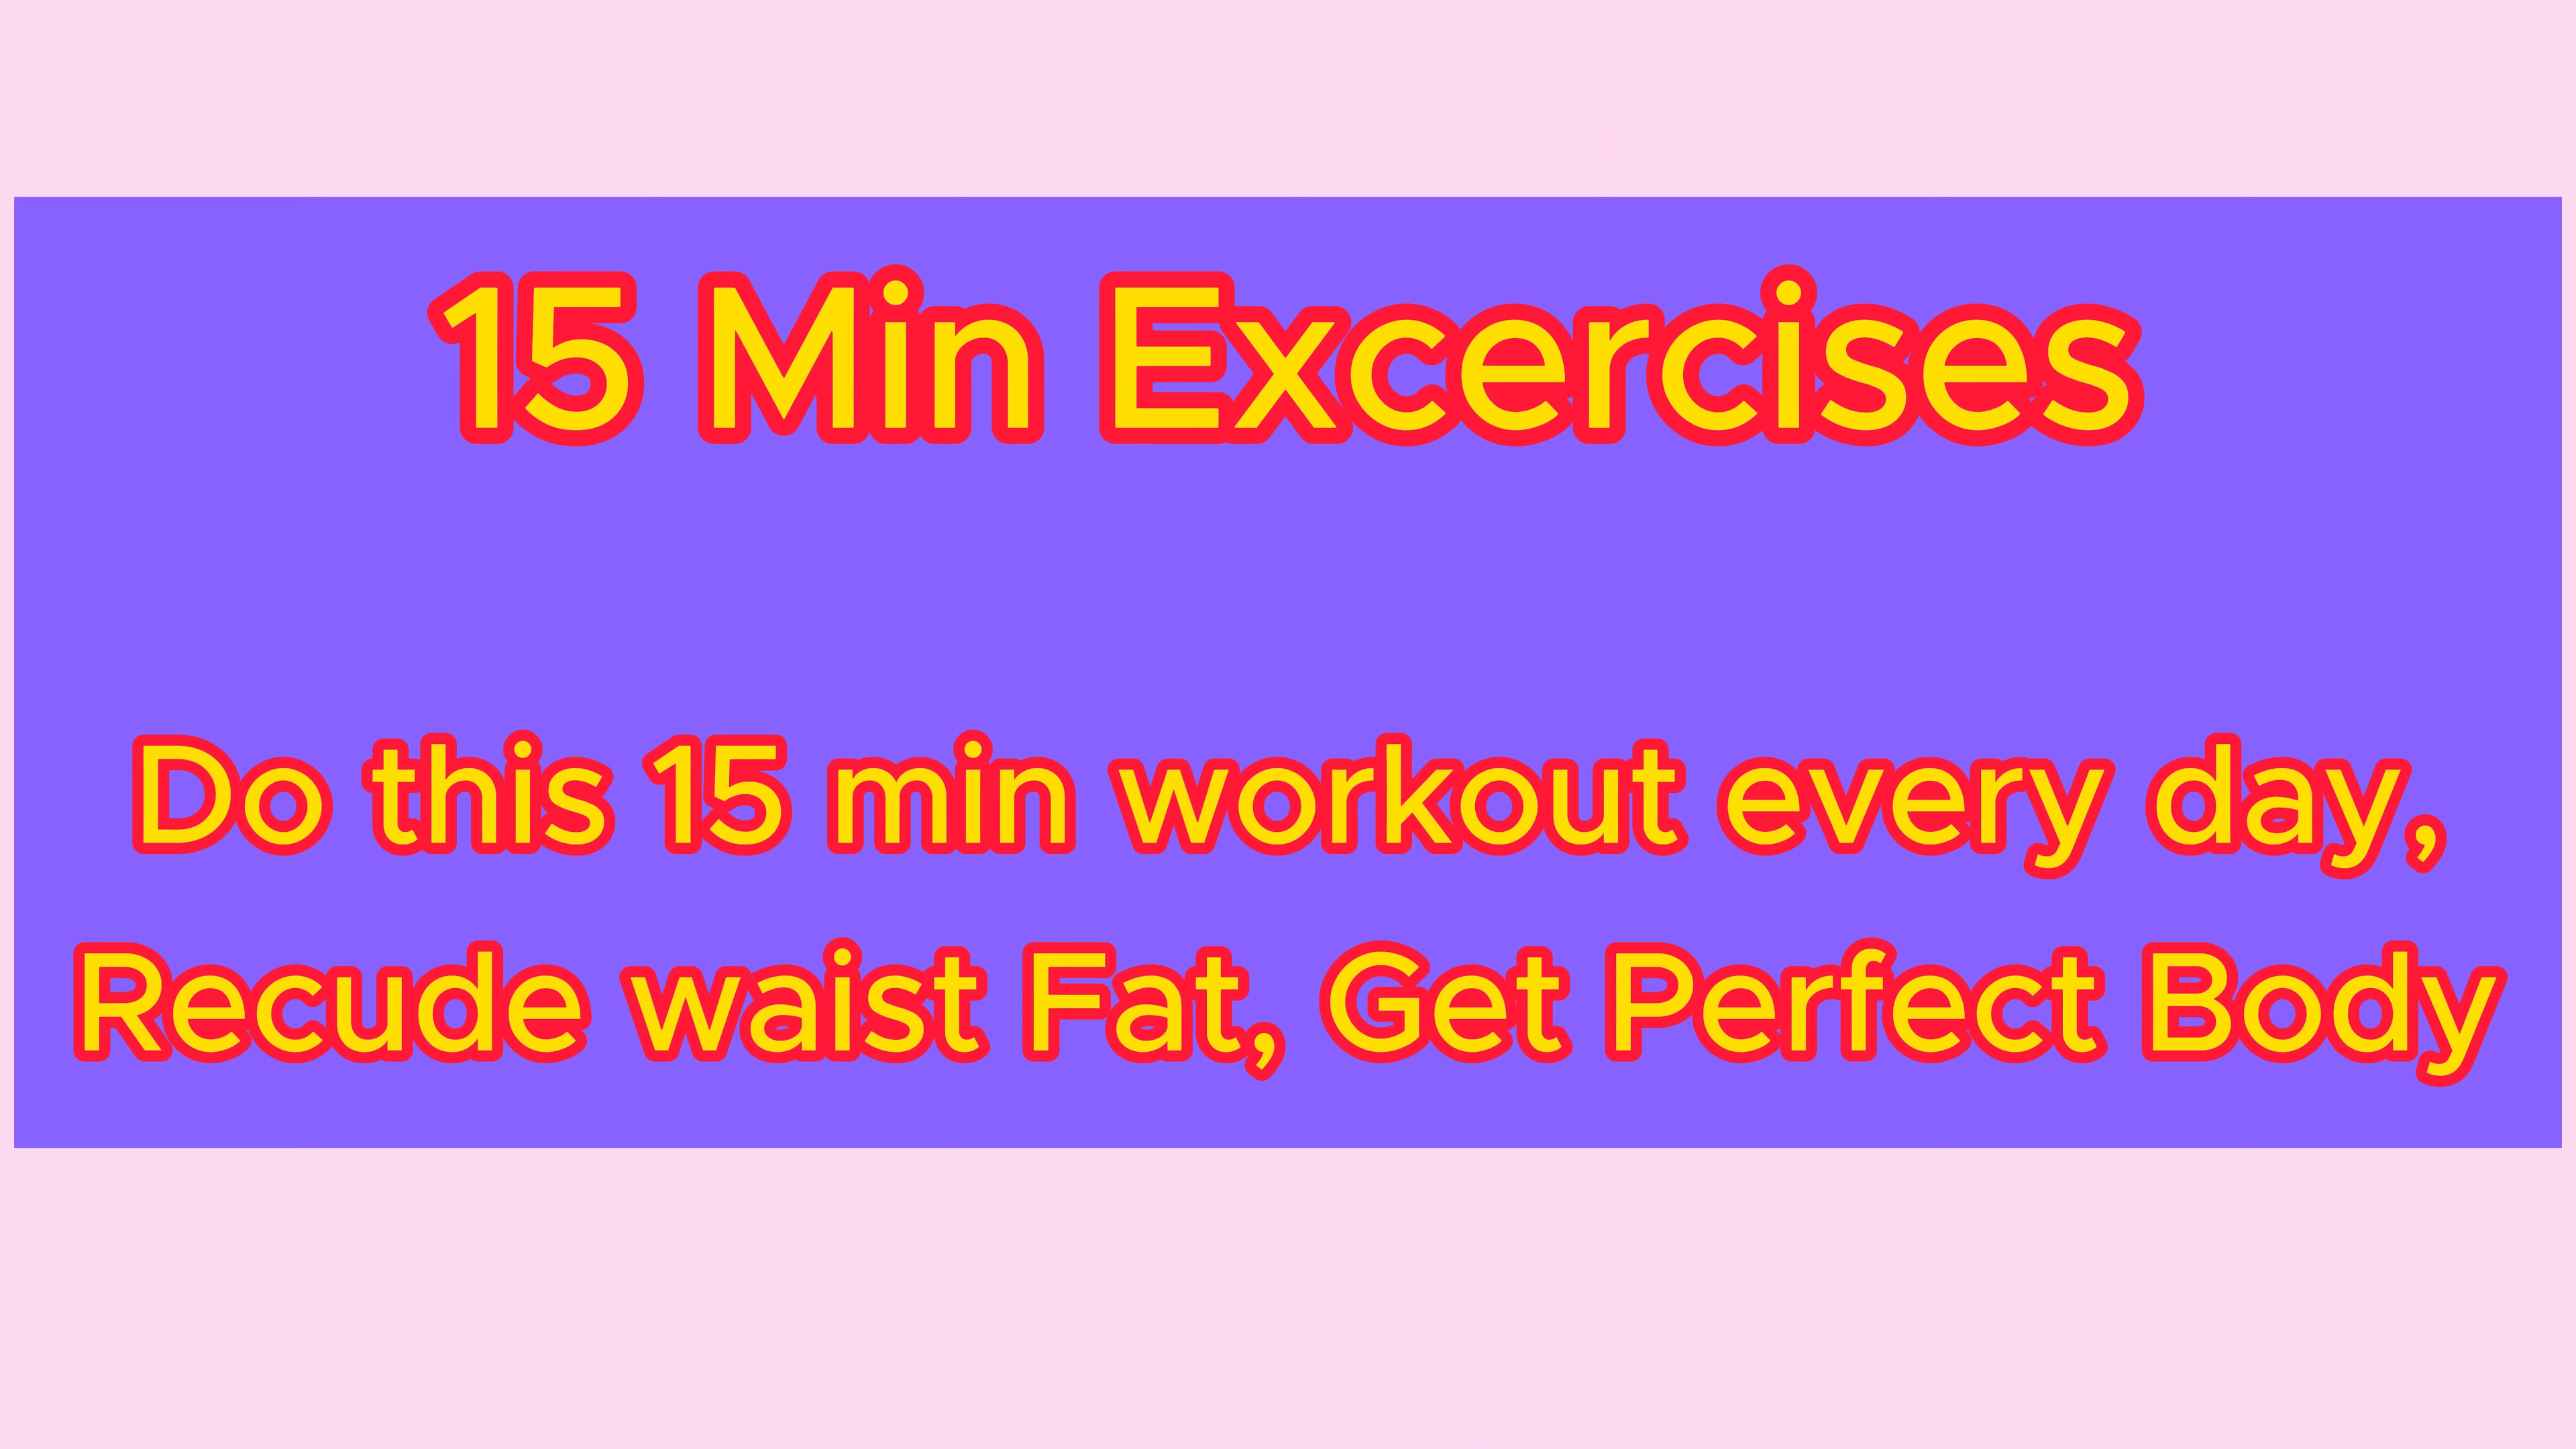 15 Min Excercises
Do this 15 min workout every day,
Recude waist Fat, Get Perfect Body